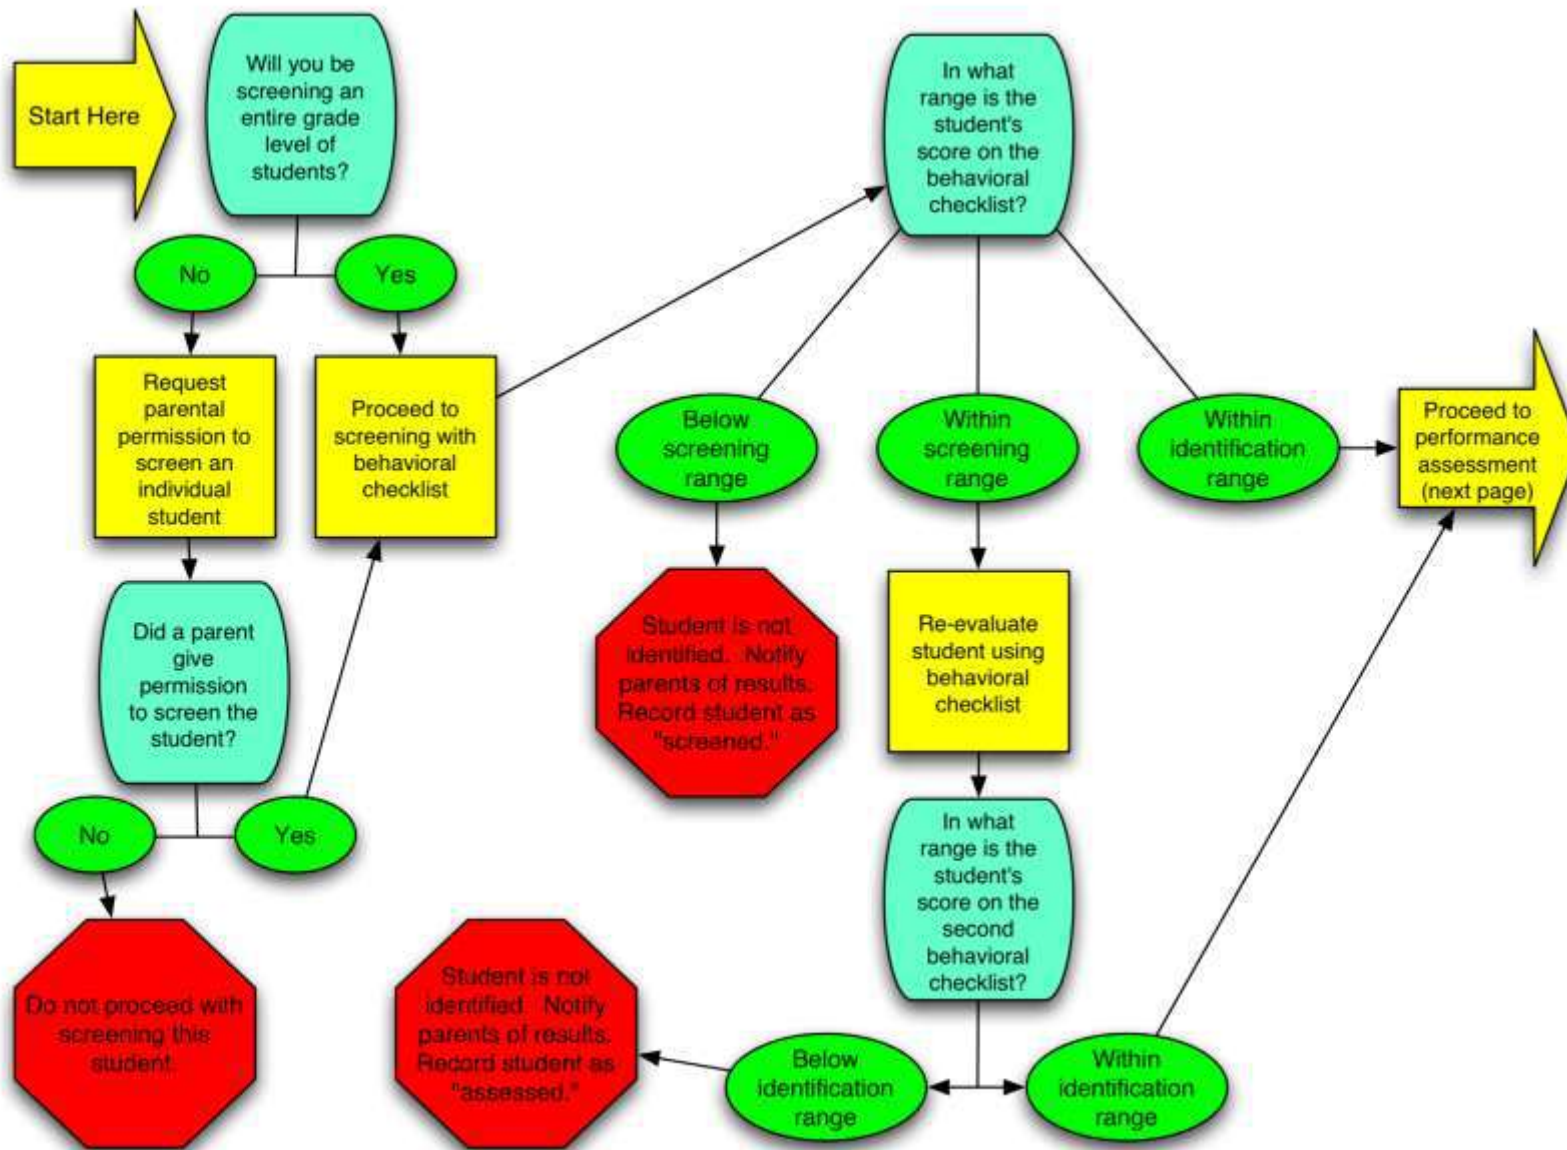 Start Here
Will you be
screening an
entire grade
level of
students?
No
Yes
Request
parental
permission to
screen an
individual
student
Proceed to
screening with
behavioral
checklist
Did a parent
give
permission
to screen the
student?
No
Yes
Do not proceed with
screening this
student.
In what
range is the
student's
score on the
behavioral
checklist?
Below
screening
range
Within
screening
range
Within
identification
range
Proceed to
performance
assessment
(next page)
Student is not
identified. Notify
parents of results.
Record student as
"screened."
Re-evaluate
student using
behavioral
checklist
In what
range is the
student's
score on the
second
behavioral
checklist?
Student is not
identified. Notify
parents of results.
Record student as
"assessed."
Below
identification
range
Within
identification
range